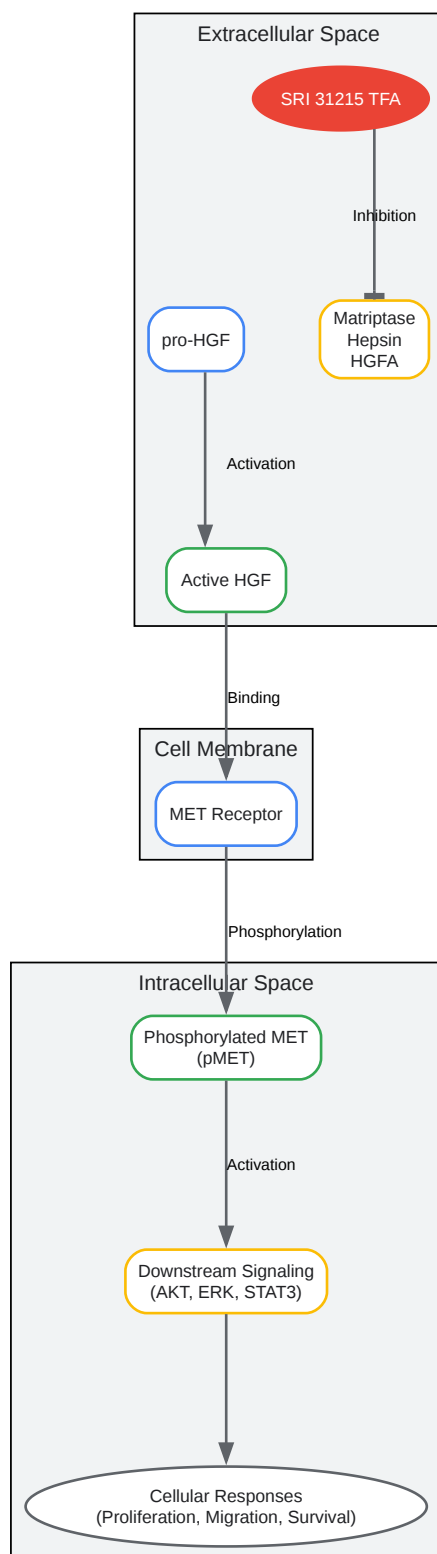 Extracellular Space
SRI 31215 TFA
Inhibition
pro-HGF
Matriptase
Hepsin
HGFA
Activation
Active HGF
Binding
Cell Membrane
MET Receptor
Phosphorylation
Intracellular Space
Phosphorylated MET
(pMET)
Activation
Downstream Signaling
(AKT, ERK, STAT3)
Cellular Responses
(Proliferation, Migration, Survival)